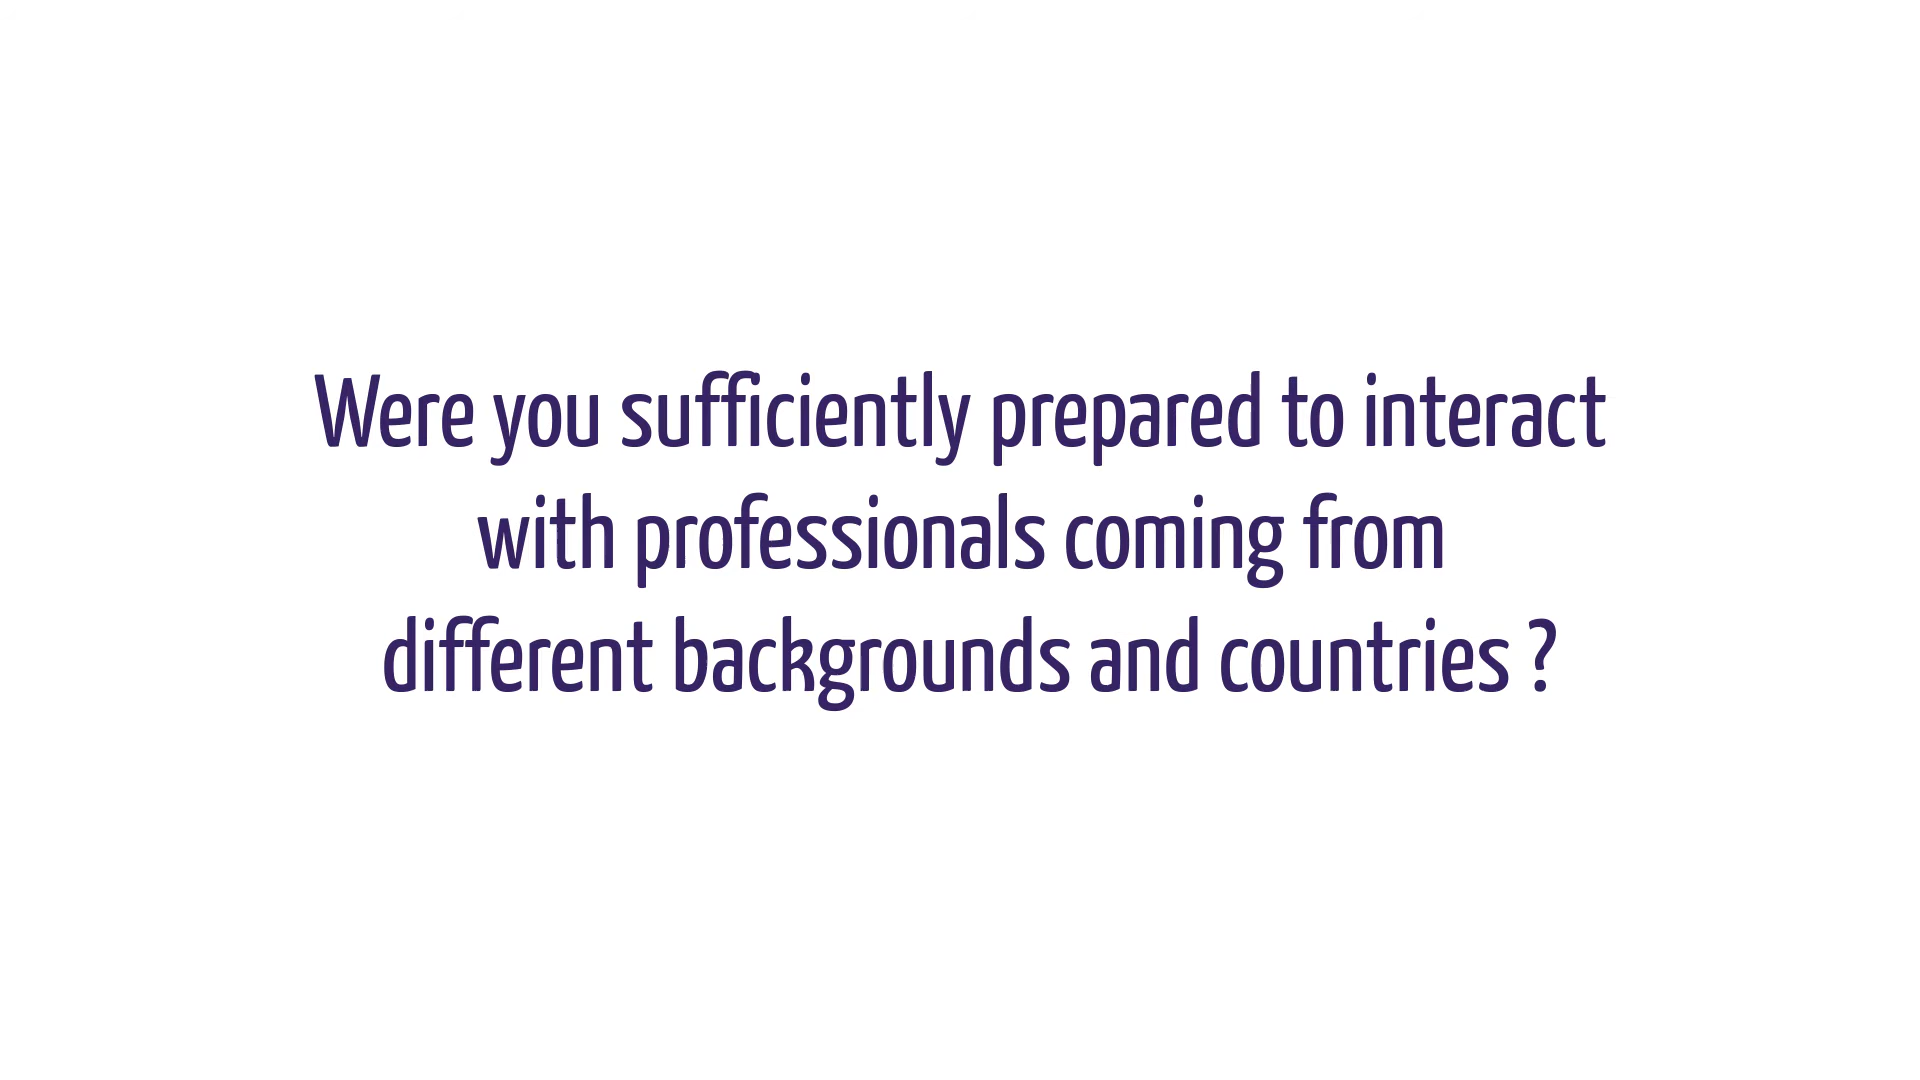 Were you sufficiently prepared to interact
with professionals coming from
different backgrounds and countries ?